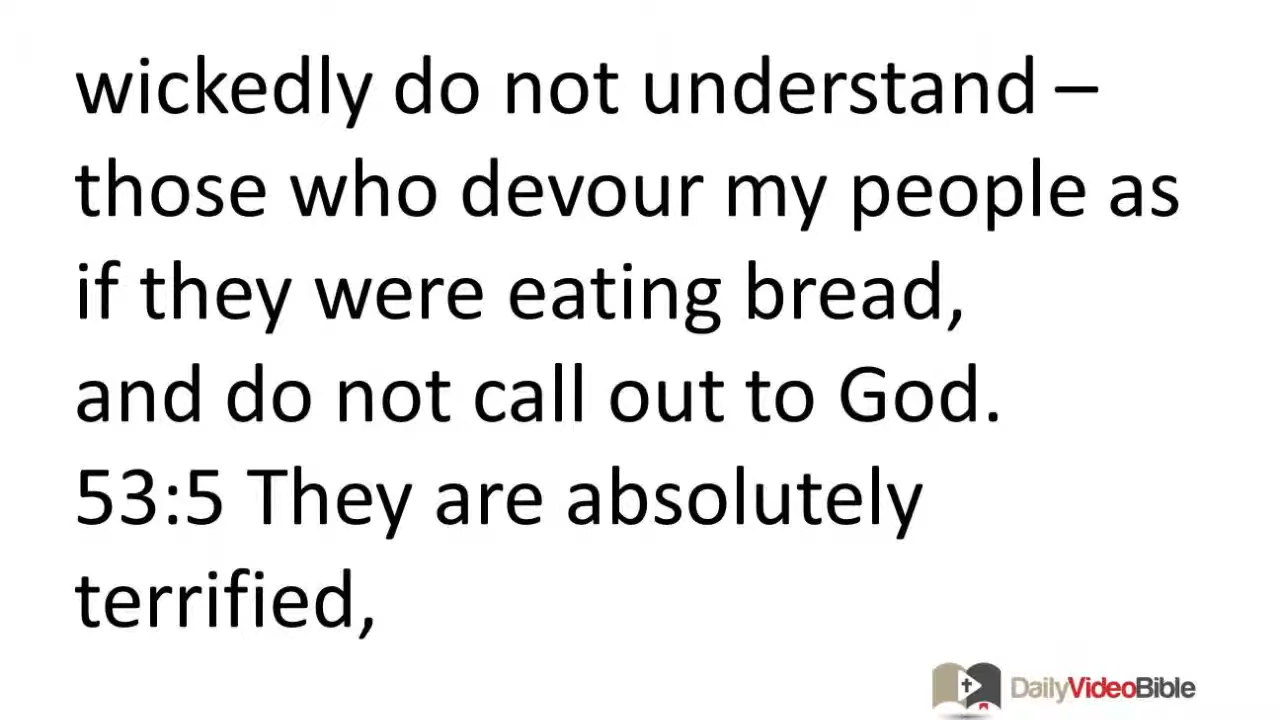 wickedly do not understand –
those who devour my people as
if they were eating bread,
and do not call out to God.
53:5 They are absolutely
terrified,
DailyVideoBible